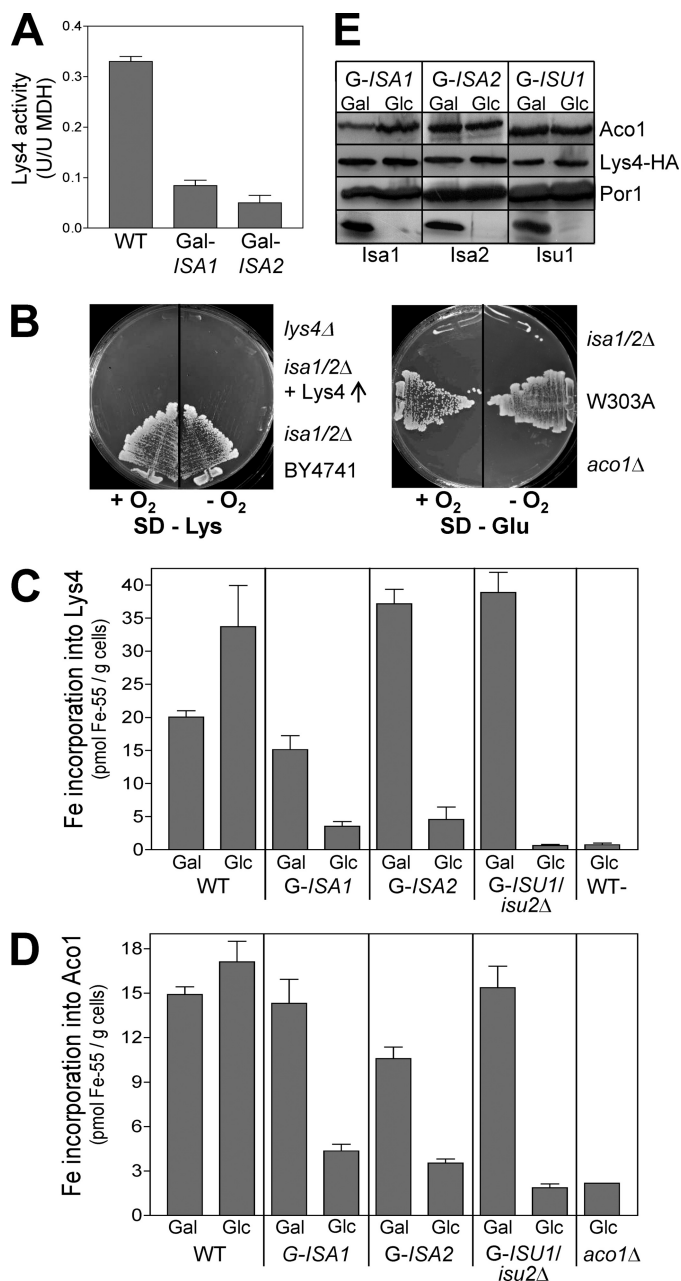 A
Lys4 activity
(U/U MDH)
0.4
0.3
0.2
0.1
0.0
WT
Gal-
ISA1
Gal-
ISA2
E
G-ISA1
G-ISA2
G-ISU1
Gal
Glc
Gal
Glc
Gal
Glc
Aco1
Lys4-HA
Por1
Isa1
Isa2
Isu1
B
lys4Δ
isa1/2Δ
+ Lys4 ↑
isa1/2Δ
BY4741
+ O2
- O2
SD - Lys
isa1/2Δ
W303A
aco1Δ
+ O2
- O2
SD - Glu
C
Fe incorporation into Lys4
(pmol Fe-55 / g cells)
40
35
30
25
20
15
10
5
0
Gal
Glc
Gal
Glc
Gal
Glc
Gal
Glc
Glc
WT
G-ISA1
G-ISA2
G-ISU1/
isu2Δ
WT-
D
Fe incorporation into Aco1
(pmol Fe-55 / g cells)
18
15
12
9
6
3
0
Gal
Glc
Gal
Glc
Gal
Glc
Gal
Glc
Glc
WT
G-ISA1
G-ISA2
G-ISU1/
isu2Δ
aco1Δ